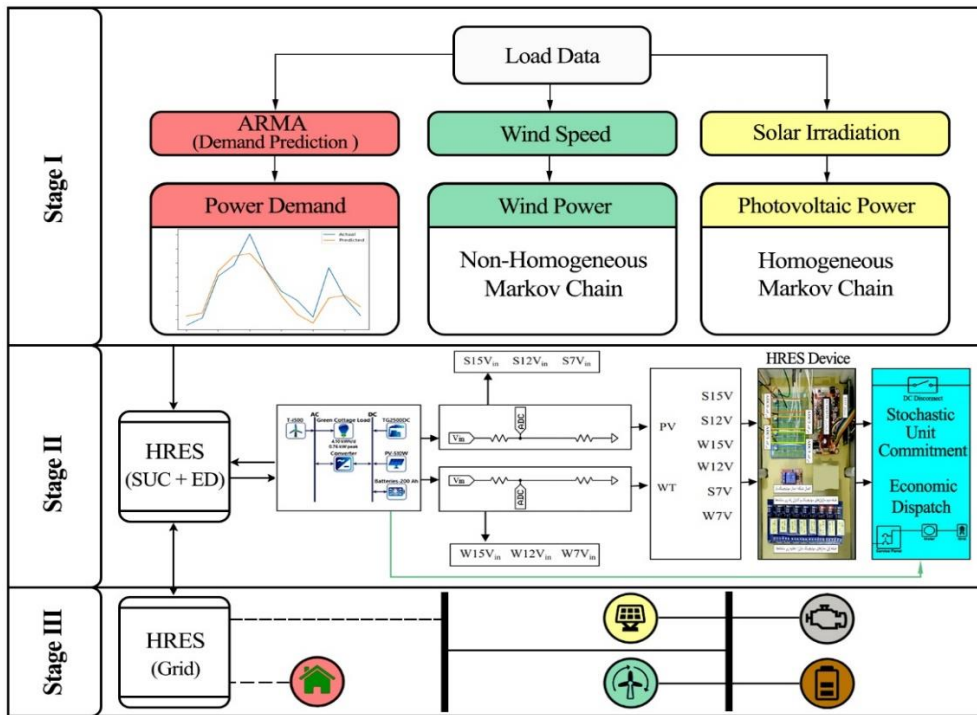 Stage I
Load Data
ARMA
(Demand Prediction )
Wind Speed
Solar Irradiation
Power Demand
Actual
Predicted
Wind Power
Non-Homogeneous
Markov Chain
Photovoltaic Power
Homogeneous
Markov Chain
Stage II
HRES
(SUC + ED)
AC
DC
Green Cottage Load
Converter
PV-510W
Batteries-200 Ah
S15Vin S12Vin S7Vin
Vin
ADC
Vin
ADC
W15Vin W12Vin W7Vin
PV
WT
S15V
S12V
W15V
W12V
S7V
W7V
HRES Device
DC Disconnect
Stochastic
Unit
Commitment
Economic
Dispatch
Stage III
HRES
(Grid)